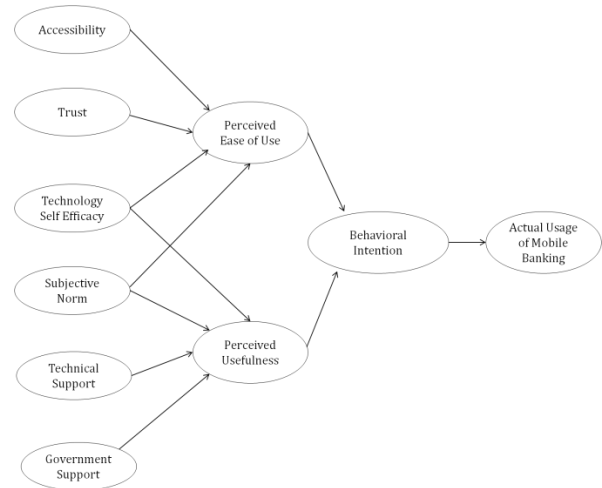 Accessibility
Trust
Technology
Self Efficacy
Subjective
Norm
Technical
Support
Government
Support
Perceived
Ease of Use
Perceived
Usefulness
Behavioral
Intention
Actual Usage
of Mobile
Banking